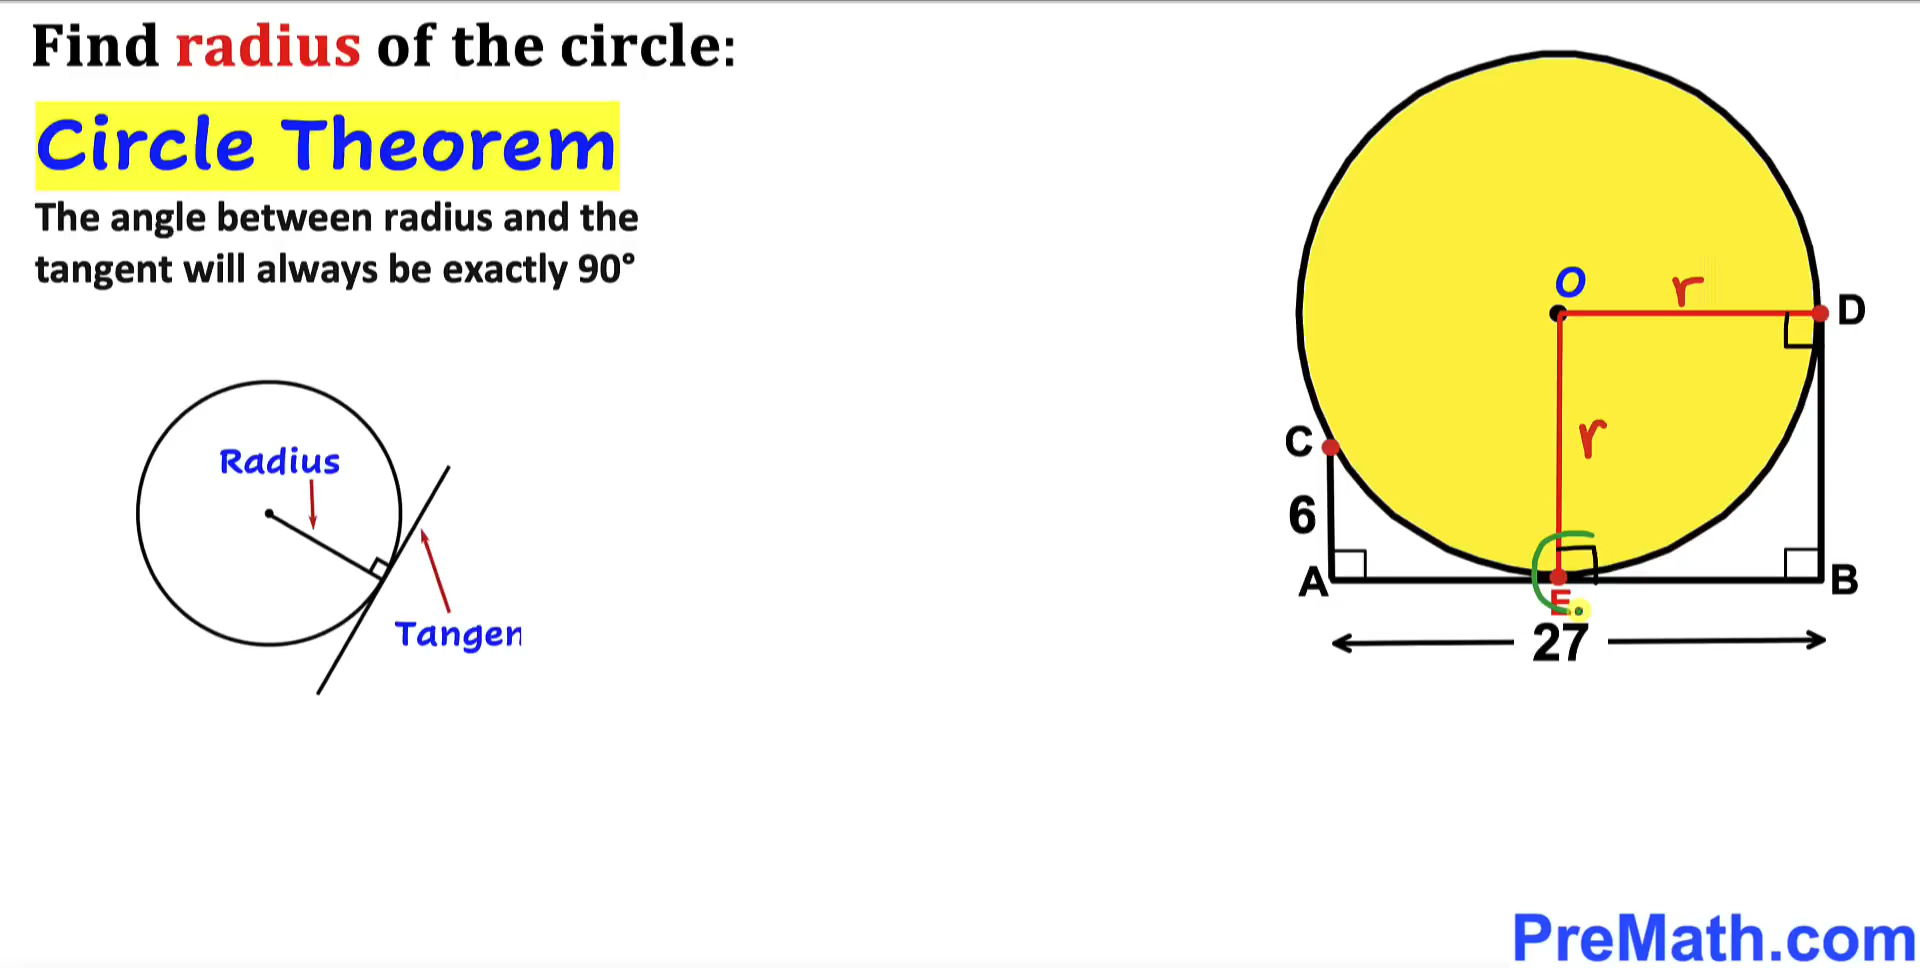 Find radius of the circle:
Circle Theorem
The angle between radius and the
tangent will always be exactly 90°
Radius
Tangen
O
r
D
r
C
6
A
B
E
27
PreMath.com